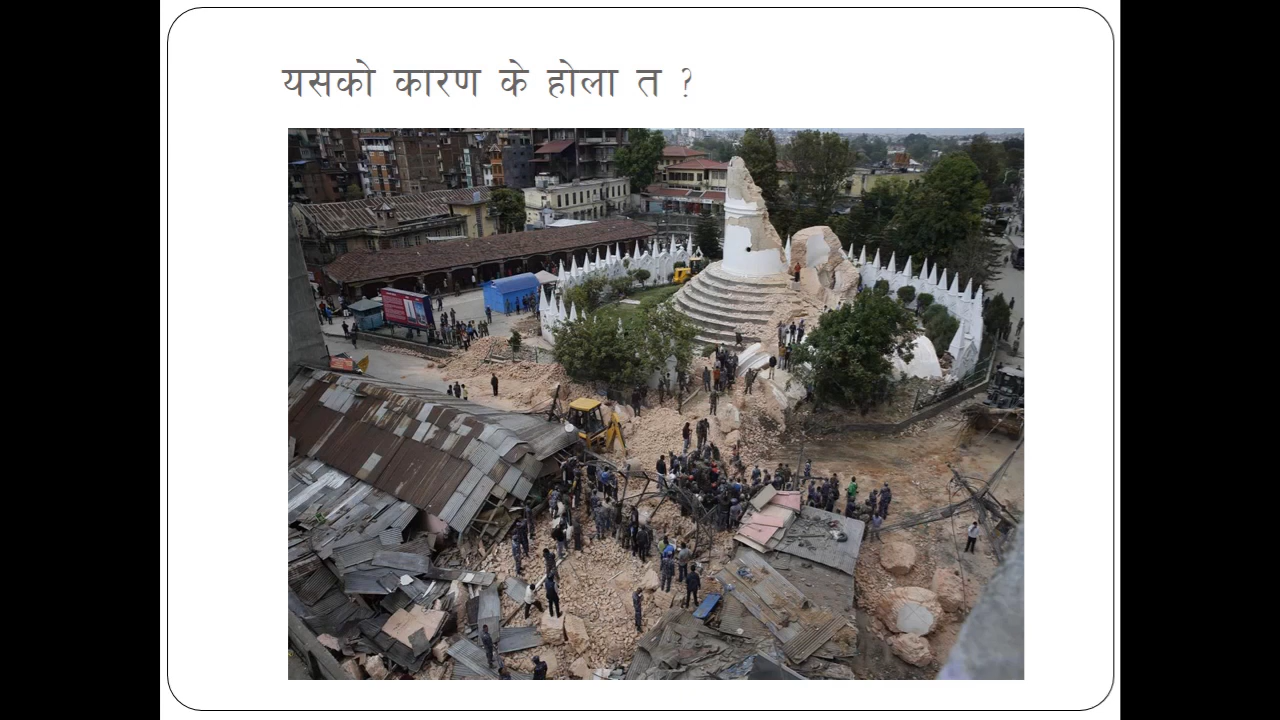 यसको कारण के होला त ?